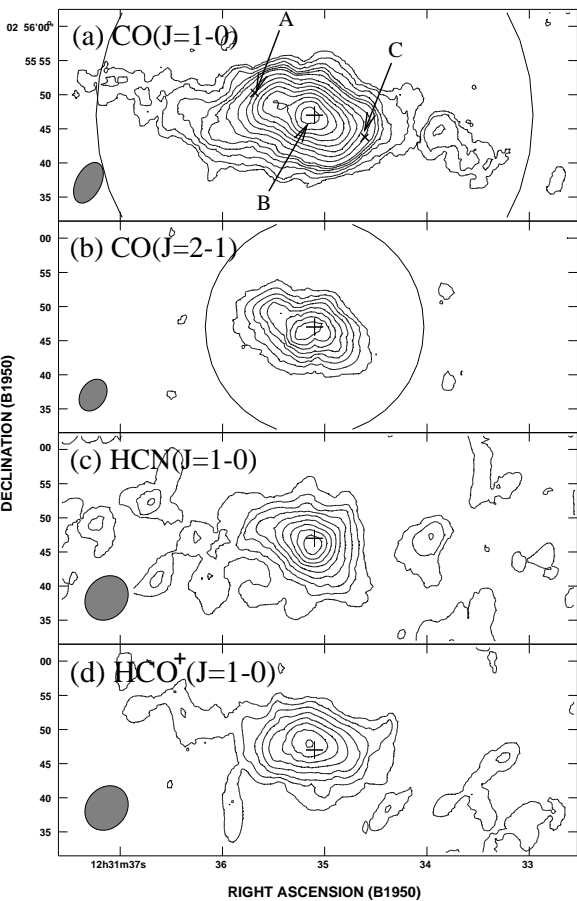 02 56'00"
(a) CO(J=1-0)
A
C
55 55
50
45
40
35
B
(b) CO(J=2-1)
00
55
50
45
40
35
(c) HCN(J=1-0)
00
55
50
45
40
35
(d) HCO+(J=1-0)
00
55
50
45
40
35
DECLINATION (B1950)
12h31m37s
36
35
34
33
RIGHT ASCENSION (B1950)